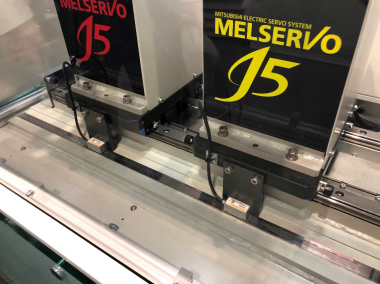 MELSERVO
J5
MITSUBISHI ELECTRIC SERVO SYSTEM
MELSERVO
J5